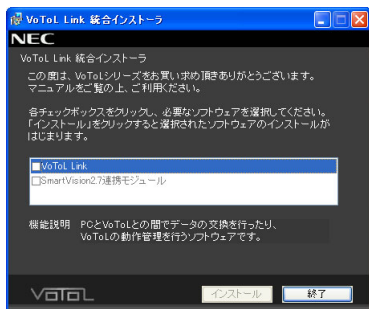 VoToL Link 統合インストーラ
NEC
VoToL Link 統合インストーラ
この度は、VoToLシリーズをお買い求め頂きありがとうございます。
マニュアルをご覧の上、ご利用ください。
各チェックボックスをクリックし、必要なソフトウェアを選択してください。
「インストール」をクリックすると選択されたソフトウェアのインストールが
はじまります。
VoToL Link
SmartVision2.7連携モジュール
機能説明 PCとVoToLとの間でデータの交換を行ったり、
VoToLの動作管理を行うソフトウェアです。
VoToL
インストール
終了